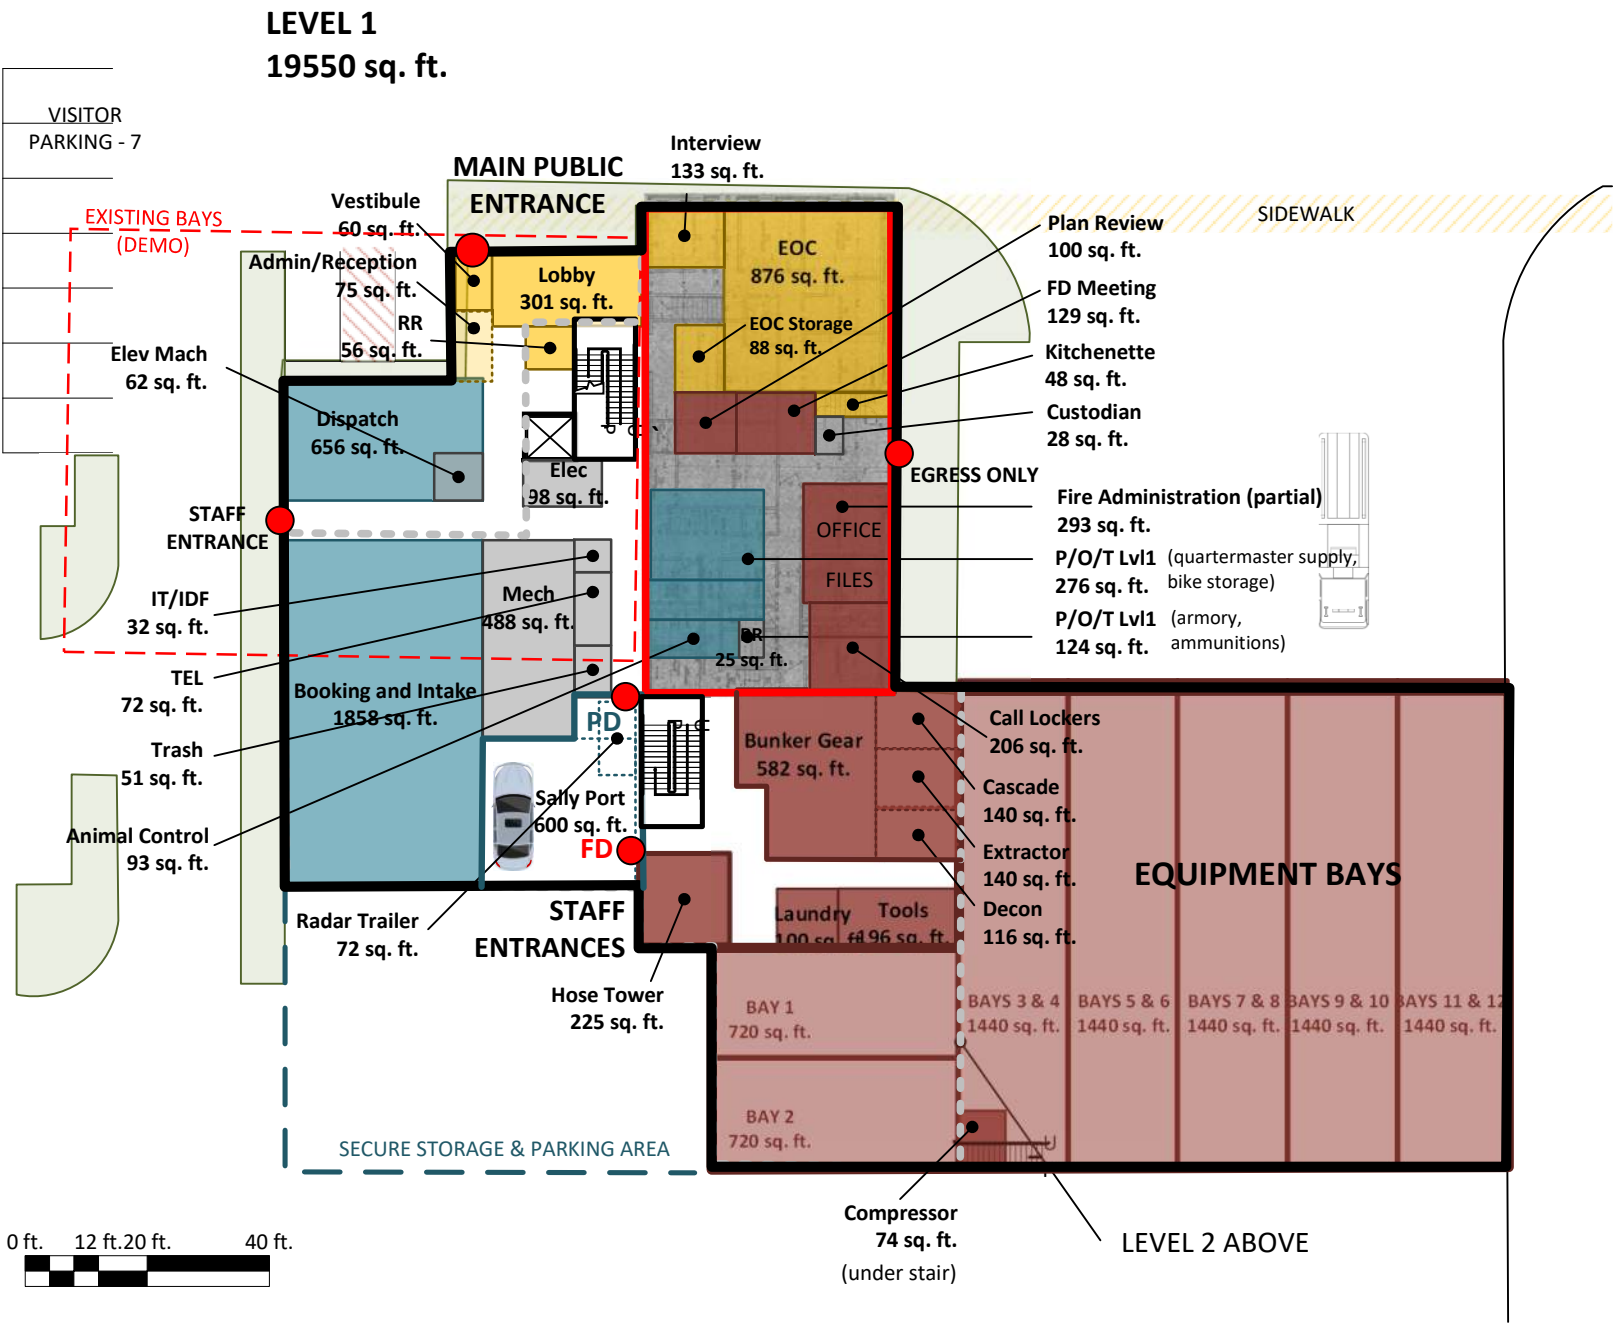 LEVEL 1
19550 sq. ft.
VISITOR
PARKING - 7
EXISTING BAYS
(DEMO)
MAIN PUBLIC
ENTRANCE
Interview
133 sq. ft.
SIDEWALK
Vestibule
60 sq. ft.
Admin/Reception
75 sq. ft.
RR
56 sq. ft.
Elev Mach
62 sq. ft.
Lobby
301 sq. ft.
EOC
876 sq. ft.
EOC Storage
88 sq. ft.
Plan Review
100 sq. ft.
FD Meeting
129 sq. ft.
Kitchenette
48 sq. ft.
Custodian
28 sq. ft.
EGRESS ONLY
Dispatch
656 sq. ft.
Elec
98 sq. ft.
STAFF
ENTRANCE
OFFICE
FILES
Fire Administration (partial)
293 sq. ft.
P/O/T Lvl1 (quartermaster supply,
276 sq. ft. bike storage)
P/O/T Lvl1 (armory,
124 sq. ft. ammunitions)
IT/IDF
32 sq. ft.
Mech
488 sq. ft.
RR
25 sq. ft.
TEL
72 sq. ft.
Booking and Intake
1858 sq. ft.
Trash
51 sq. ft.
Animal Control
93 sq. ft.
PD
Sally Port
600 sq. ft.
FD
Bunker Gear
582 sq. ft.
Call Lockers
206 sq. ft.
Cascade
140 sq. ft.
Extractor
140 sq. ft.
Decon
116 sq. ft.
EQUIPMENT BAYS
Radar Trailer
72 sq. ft.
STAFF
ENTRANCES
Laundry
100 sq. ft.
Tools
196 sq. ft.
Hose Tower
225 sq. ft.
BAY 1
720 sq. ft.
BAYS 3 & 4
1440 sq. ft.
BAYS 5 & 6
1440 sq. ft.
BAYS 7 & 8
1440 sq. ft.
BAYS 9 & 10
1440 sq. ft.
BAYS 11 & 12
1440 sq. ft.
BAY 2
720 sq. ft.
SECURE STORAGE & PARKING AREA
Compressor
74 sq. ft.
(under stair)
LEVEL 2 ABOVE
0 ft. 12 ft. 20 ft. 40 ft.